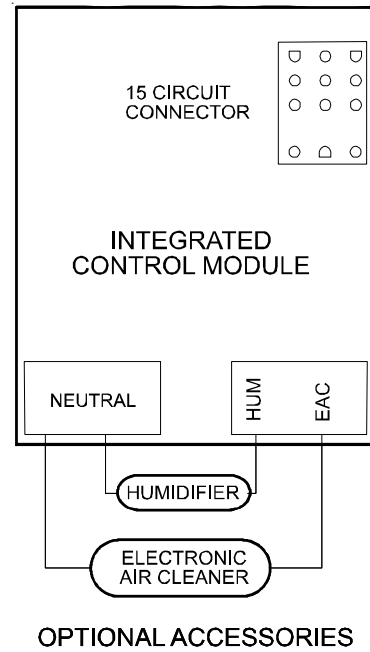 15 CIRCUIT
CONNECTOR
INTEGRATED
CONTROL MODULE
NEUTRAL
HUM
EAC
HUMIDIFIER
ELECTRONIC
AIR CLEANER
OPTIONAL ACCESSORIES